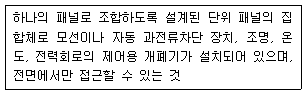 하나의 패널로 조합하도록 설계된 단위 패널의 집
합체로 모선이나 자동 과전류차단 장치, 조명, 온
도, 전력회로의 제어용 개폐기가 설치되어 있으며,
전면에서만 접근할 수 있는 것